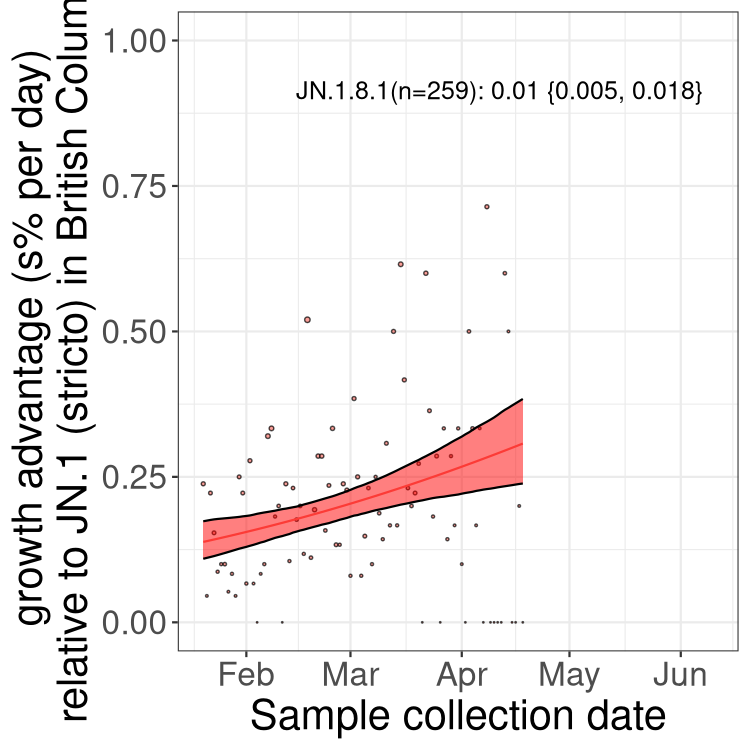 growth advantage (s% per day)
relative to JN.1 (stricto) in British Colum
1.00
0.75
0.50
0.25
0.00
JN.1.8.1(n=259): 0.01 {0.005, 0.018}
Feb Mar Apr May Jun
Sample collection date